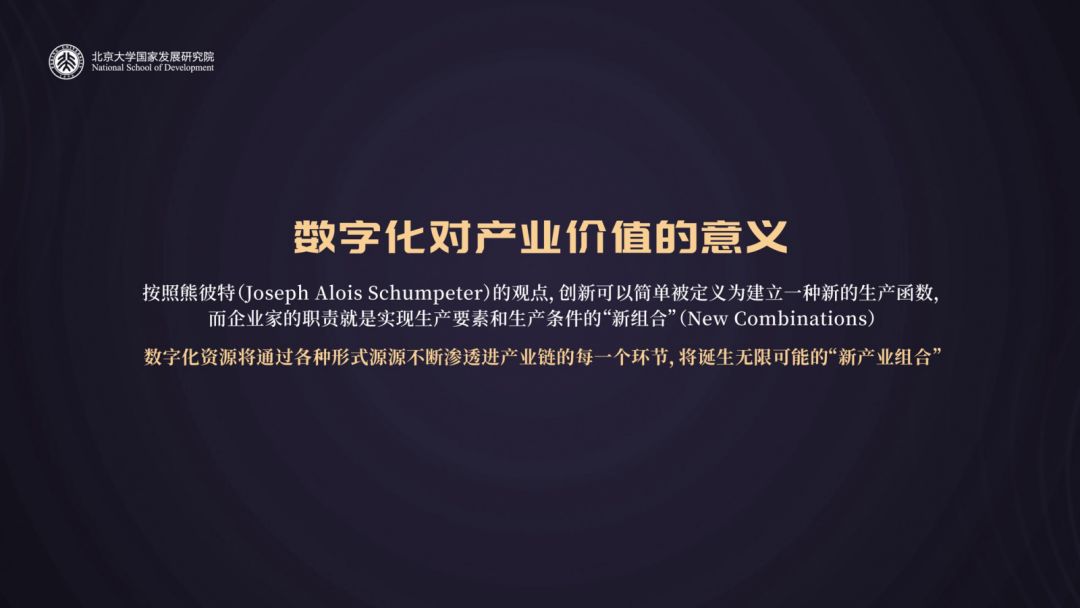 北京大学国家发展研究院
National School of Development
数字化对产业价值的意义
按照熊彼特（Joseph Alois Schumpeter）的观点, 创新可以简单被定义为建立一种新的生产函数,
而企业家的职责就是实现生产要素和生产条件的“新组合”（New Combinations）
数字化资源将通过各种形式源源不断渗透进产业链的每一个环节, 将诞生无限可能的“新产业组合”